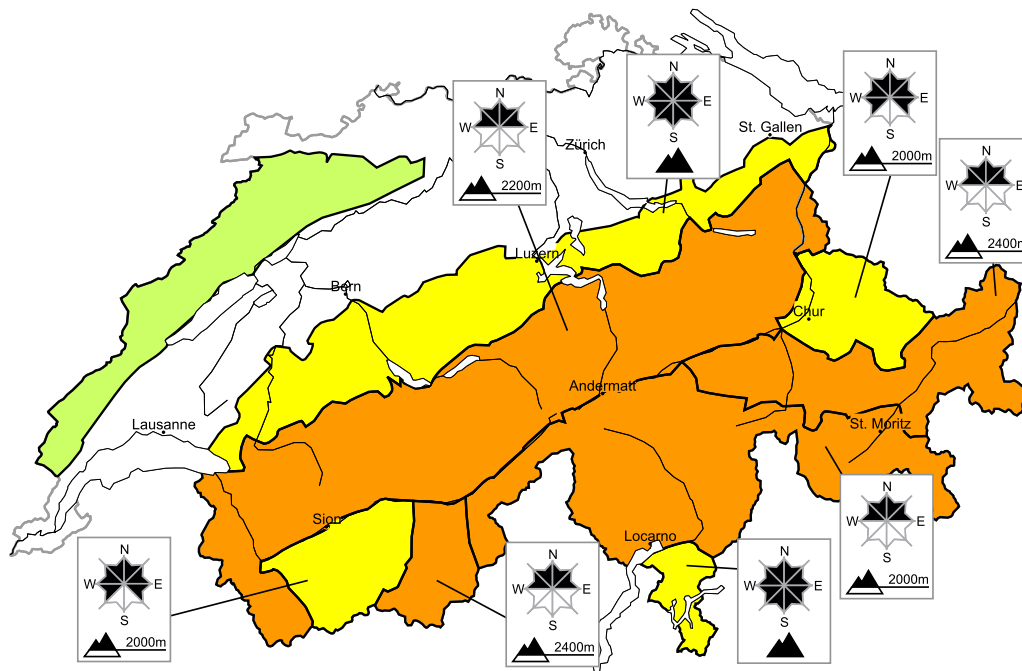 N
W E
S
2200m
N
W E
S
N
W E
S
2000m
N
W E
S
2400m
St. Gallen
Zürich
Luzern
Bern
Chur
Andermatt
Lausanne
St. Moritz
Sion
Locarno
N
W E
S
2000m
N
W E
S
2400m
N
W E
S
N
W E
S
2000m